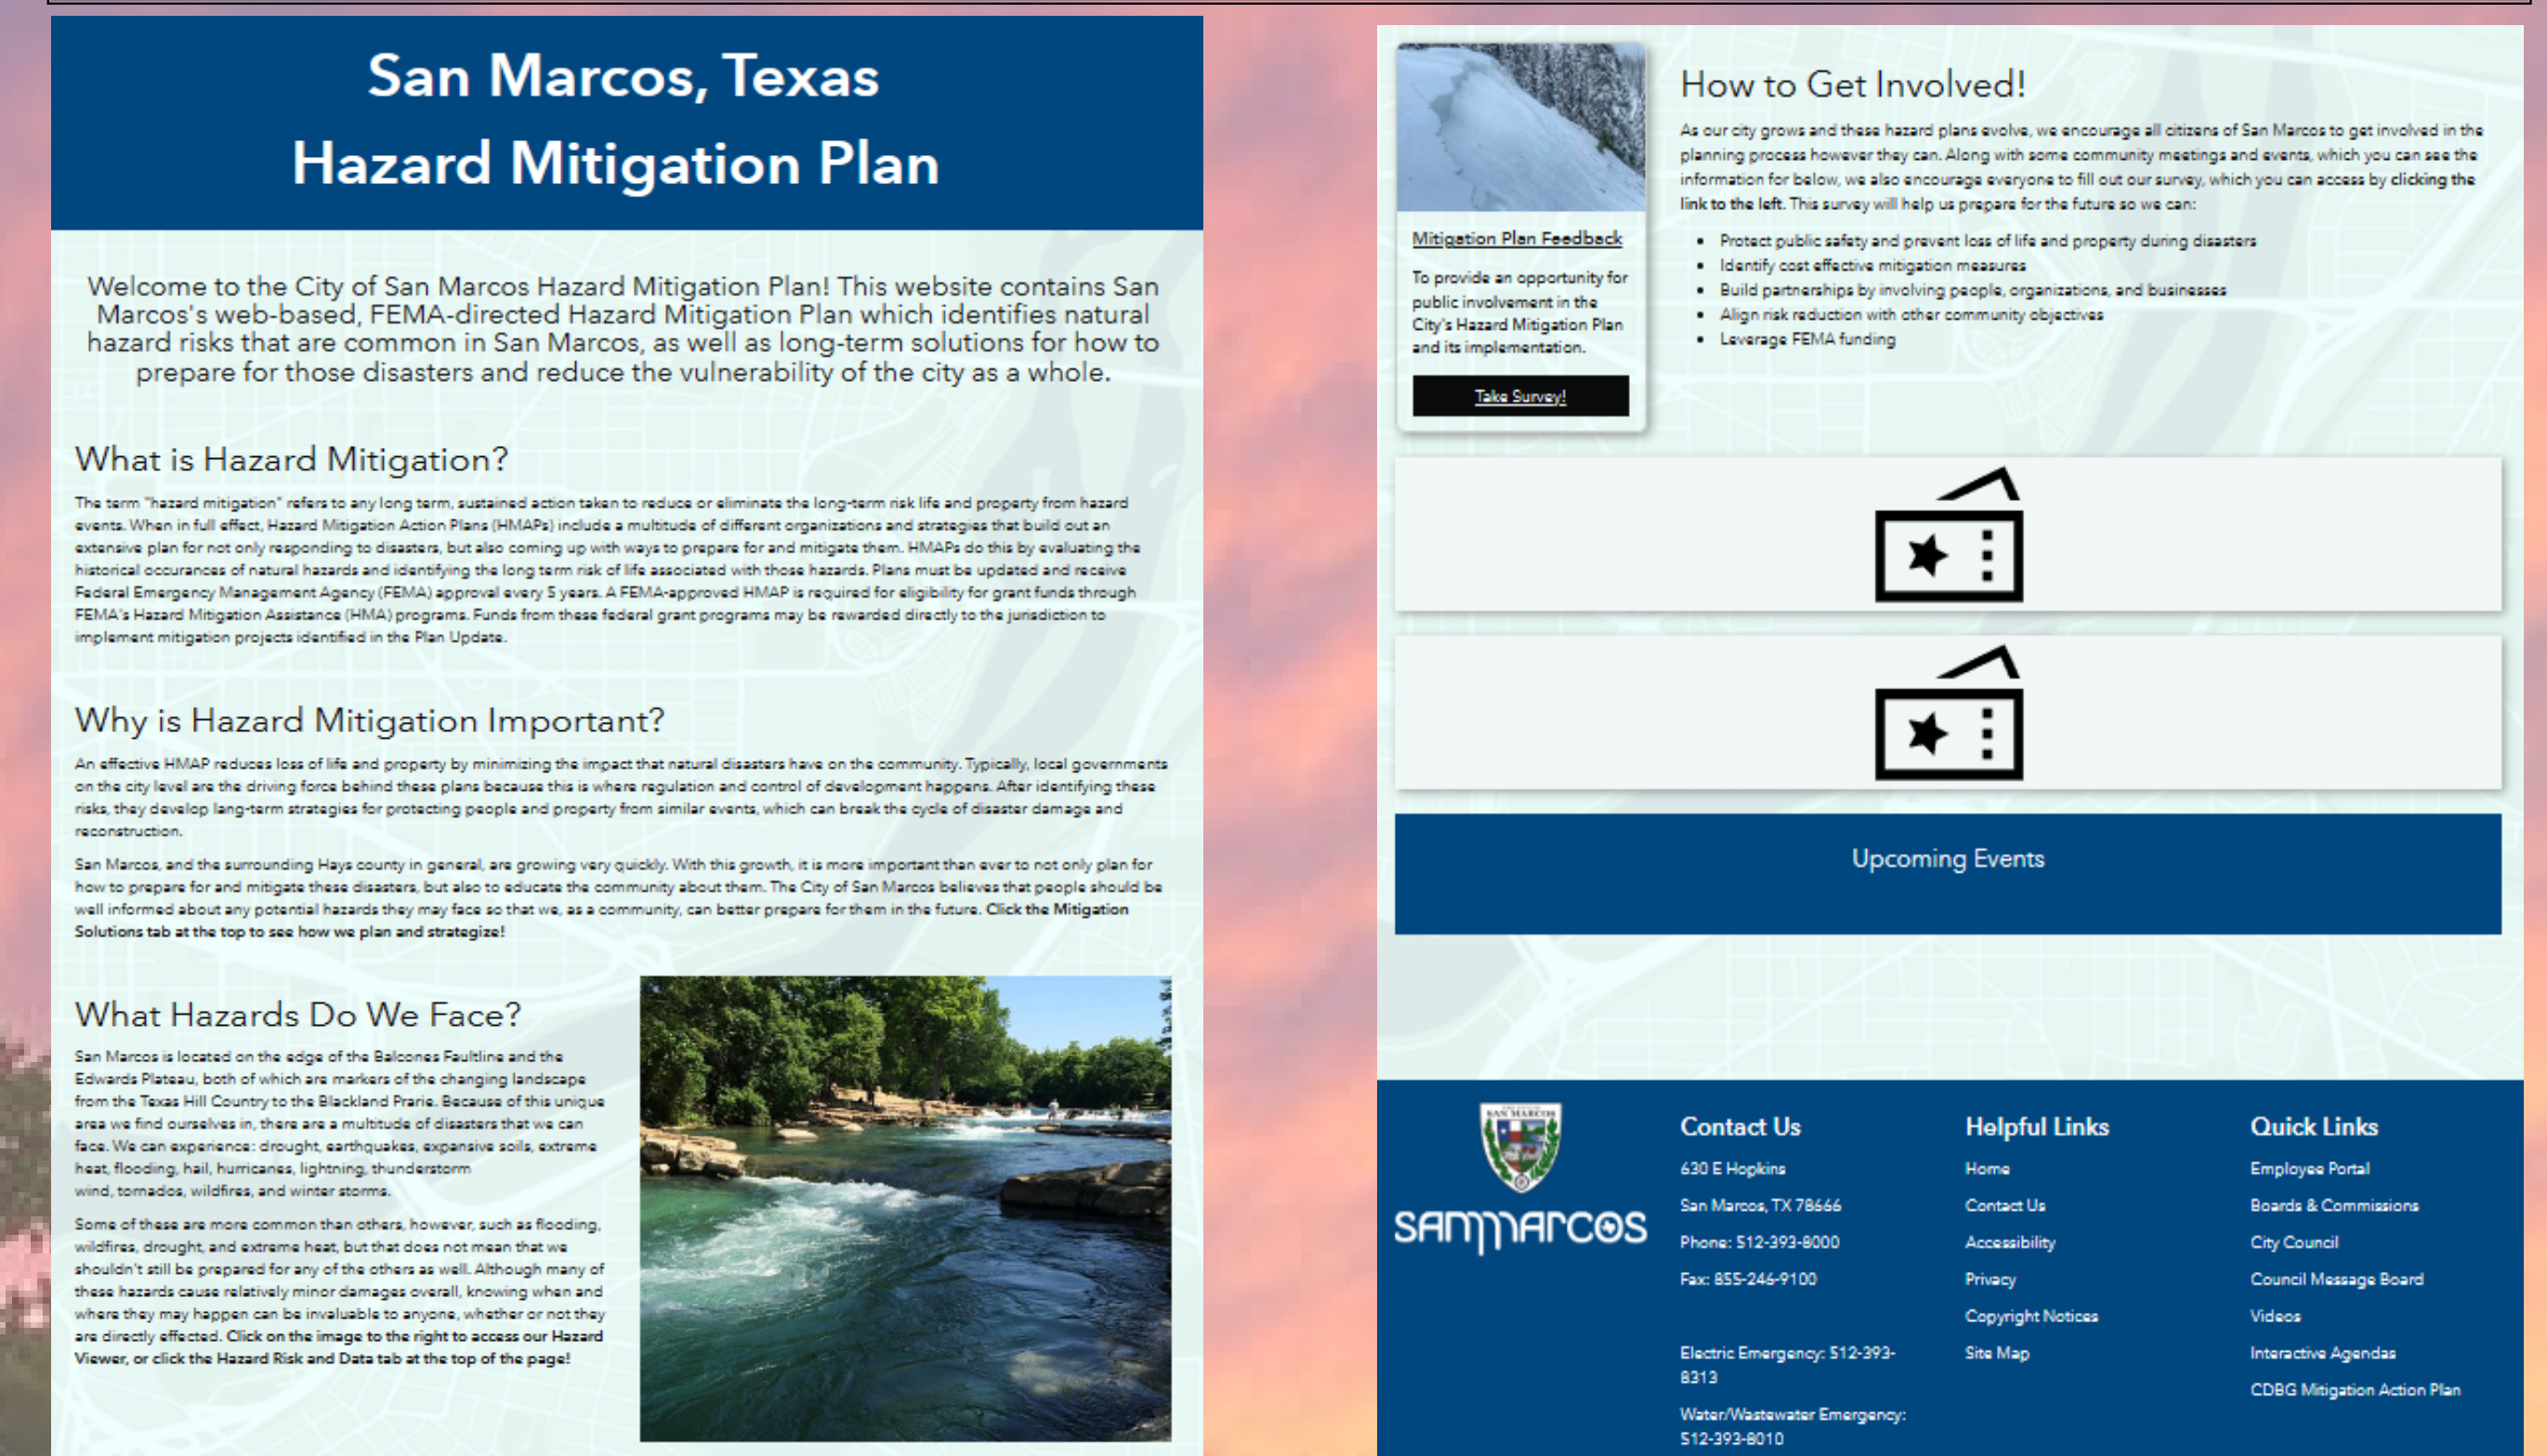 San Marcos, Texas
Hazard Mitigation Plan
Welcome to the City of San Marcos Hazard Mitigation Plan! This website contains San
Marcos's web-based, FEMA-directed Hazard Mitigation Plan which identifies natural
hazard risks that are common in San Marcos, as well as long-term solutions for how to
prepare for those disasters and reduce the vulnerability of the city as a whole.
What is Hazard Mitigation?
The term "hazard mitigation" refers to any long term, sustained action taken to reduce or eliminate the long-term risk life and property from hazard
events. When in full effect, Hazard Mitigation Action Plans (HMAPs) include a multitude of different organizations and strategies that build out an
extensive plan for not only responding to disasters, but also coming up with ways to prepare for and mitigate them. HMAPs do this by evaluating the
historical occurances of natural hazards and identifying the long term risk of life associated with those hazards. Plans must be updated and receive
Federal Emergency Management Agency (FEMA) approval every 5 years. A FEMA-approved HMAP is required for eligibility for grant funds through
FEMA's Hazard Mitigation Assistance (HMA) programs. Funds from these federal grant programs may be rewarded directly to the jurisdiction to
implement mitigation projects identified in the Plan Update.
Why is Hazard Mitigation Important?
An effective HMAP reduces loss of life and property by minimizing the impact that natural disasters have on the community. Typically, local governments
on the city level are the driving force behind these plans because this is where regulation and control of development happens. After identifying these
risks, they develop lang-term strategies for protecting people and property from similar events, which can break the cycle of disaster damage and
reconstruction.
San Marcos, and the surrounding Hays county in general, are growing very quickly. With this growth, it is more important than ever to not only plan for
how to prepare for and mitigate these disasters, but also to educate the community about them. The City of San Marcos believes that people should be
well informed about any potential hazards they may face so that we, as a community, can better prepare for them in the future. Click the Mitigation
Solutions tab at the top to see how we plan and strategize!
What Hazards Do We Face?
San Marcos is located on the edge of the Balcones Faultline and the
Edwards Plateau, both of which are markers of the changing landscape
from the Texas Hill Country to the Blackland Prarie. Because of this unique
area we find ourselves in, there are a multitude of disasters that we can
face. We can experience: drought, earthquakes, expansive soils, extreme
heat, flooding, hail, hurricanes, lightning, thunderstorm
wind, tornados, wildfires, and winter storms.
Some of these are more common than others, however, such as flooding,
wildfires, drought, and extreme heat, but that does not mean that we
shouldn't still be prepared for any of the others as well. Although many of
these hazards cause relatively minor damages overall, knowing when and
where they may happen can be invaluable to anyone, whether or not they
are directly effected. Click on the image to the right to access our Hazard
Viewer, or click the Hazard Risk and Data tab at the top of the page!
Mitigation Plan Feedback
To provide an opportunity for
public involvement in the
City's Hazard Mitigation Plan
and its implementation.
Take Survey!
How to Get Involved!
As our city grows and these hazard plans evolve, we encourage all citizens of San Marcos to get involved in the
planning process however they can. Along with some community meetings and events, which you can see the
information for below, we also encourage everyone to fill out our survey, which you can access by clicking the
link to the left. This survey will help us prepare for the future so we can:
• Protect public safety and prevent loss of life and property during disasters
• Identify cost effective mitigation measures
• Build partnerships by involving people, organizations, and businesses
• Align risk reduction with other community objectives
• Leverage FEMA funding
Upcoming Events
SAN MARCOS
SANMARCOS
Contact Us
630 E Hopkins
San Marcos, TX 78666
Phone: 512-393-8000
Fax: 855-246-9100
Electric Emergency: 512-393-
8313
Water/Wastewater Emergency:
512-393-8010
Helpful Links
Home
Contact Us
Accessibility
Privacy
Copyright Notices
Site Map
Quick Links
Employee Portal
Boards & Commissions
City Council
Council Message Board
Videos
Interactive Agendas
CDBG Mitigation Action Plan